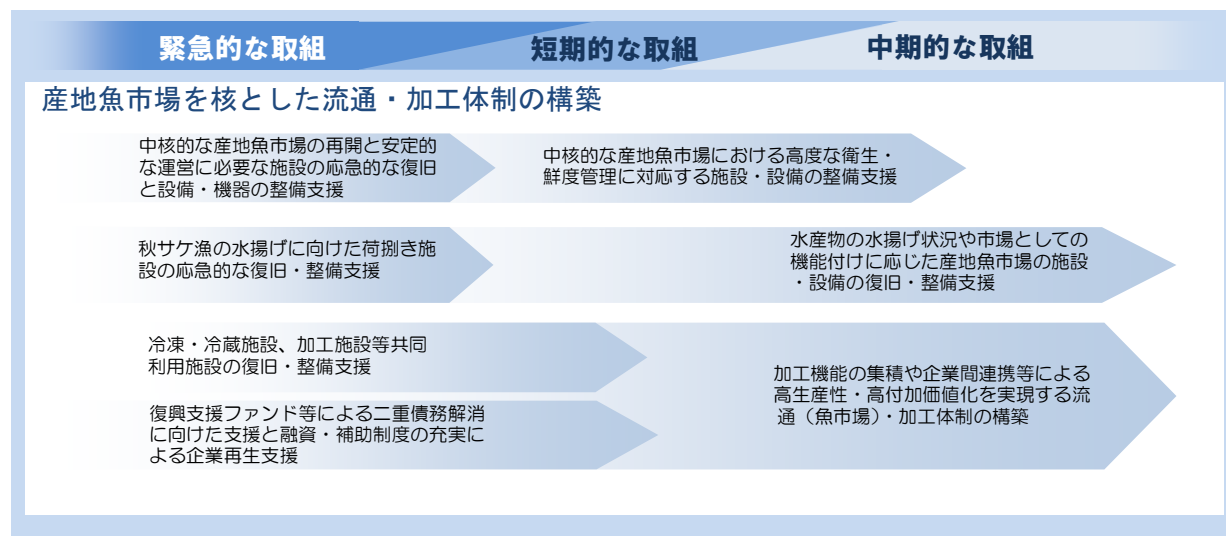 緊急的な取組
短期的な取組
中期的な取組
産地魚市場を核とした流通・加工体制の構築
中核的な産地魚市場の再開と安定的
な運営に必要な施設の応急的な復旧
と設備・機器の整備支援
中核的な産地魚市場における高度な衛生・
鮮度管理に対応する施設・設備の整備支援
秋サケ漁の水揚げに向けた荷捌き施
設の応急的な復旧・整備支援
水産物の水揚げ状況や市場としての
機能付けに応じた産地魚市場の施設
・設備の復旧・整備支援
冷凍・冷蔵施設、加工施設等共同
利用施設の復旧・整備支援
復興支援ファンド等による二重債務解消
に向けた支援と融資・補助制度の充実に
よる企業再生支援
加工機能の集積や企業間連携等による
高生産性・高付加価値化を実現する流
通（魚市場）・加工体制の構築